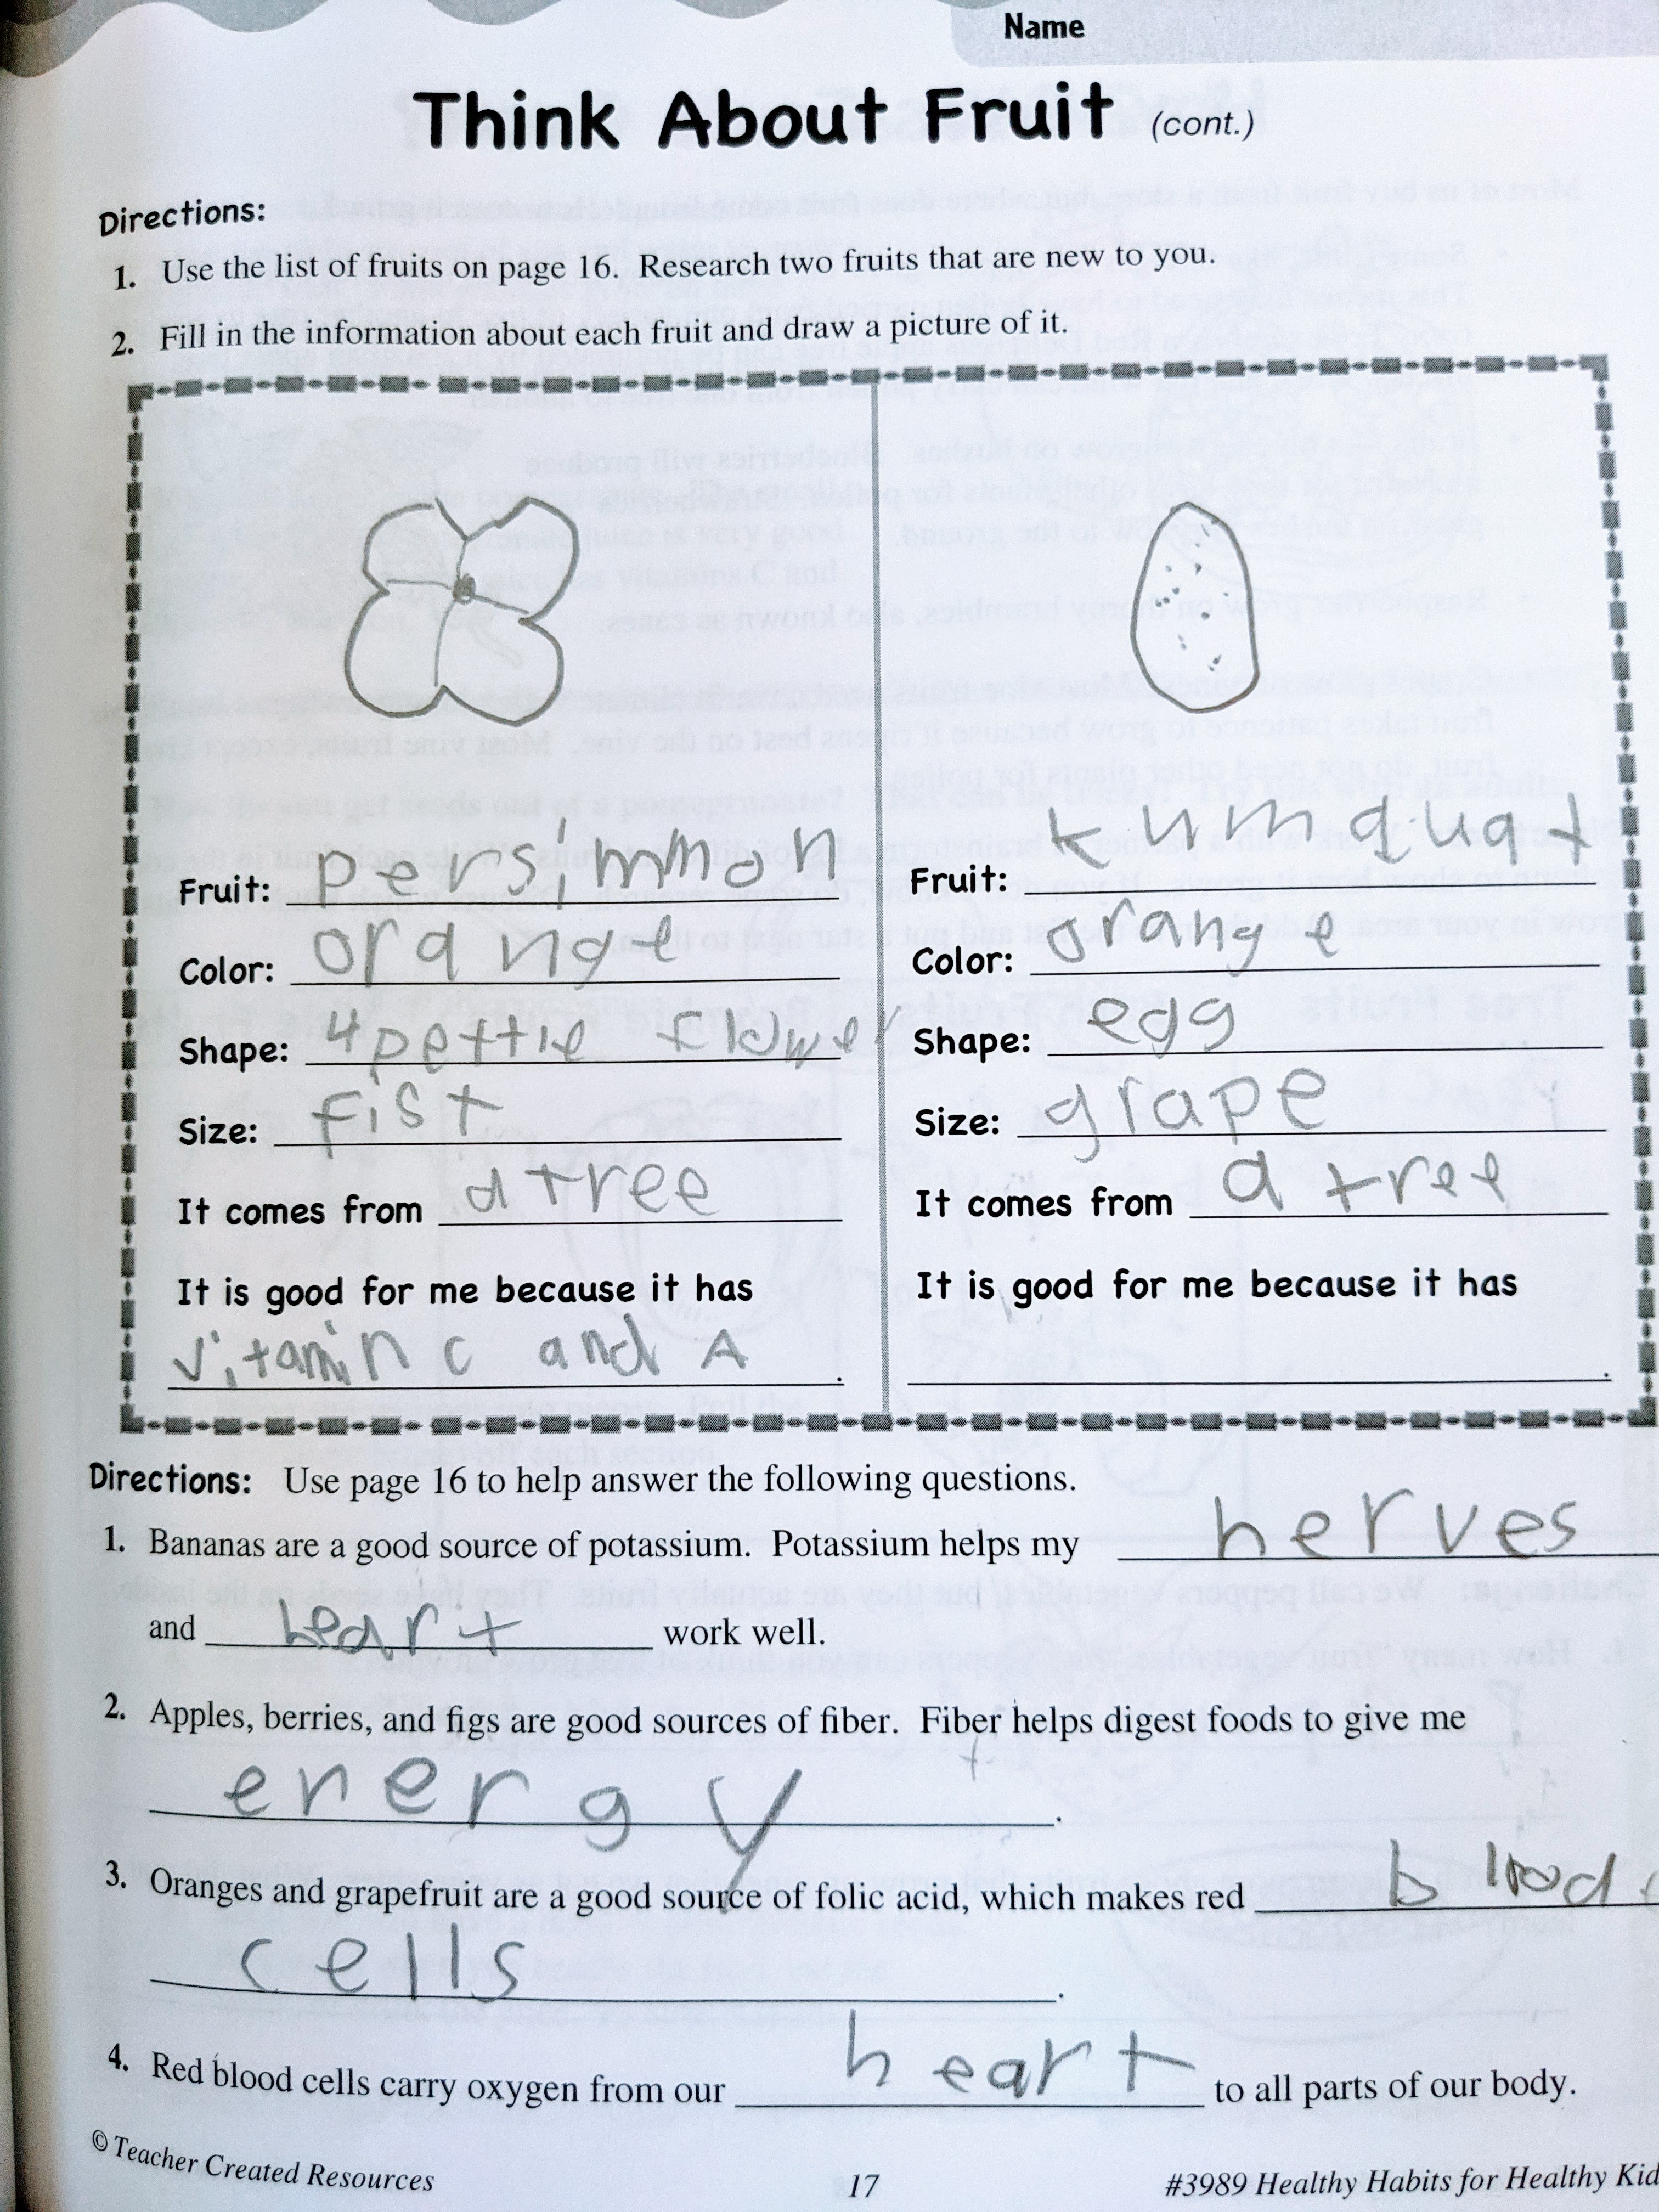 Name
Think About Fruit (cont.)
Directions:
1. Use the list of fruits on page 16. Research two fruits that are new to you.
2. Fill in the information about each fruit and draw a picture of it.
Fruit: persimmon
Color: orange
Shape: 4 pettle flower
Size: fist
It comes from a tree
It is good for me because it has
vitamin c and A.
Fruit: kumdquat
Color: orange
Shape: egg
Size: grape
It comes from a tree
It is good for me because it has
.
Directions: Use page 16 to help answer the following questions.
1. Bananas are a good source of potassium. Potassium helps my nerves
and heart work well.
2. Apples, berries, and figs are good sources of fiber. Fiber helps digest foods to give me
energy.
3. Oranges and grapefruit are a good source of folic acid, which makes red blood
cells.
4. Red blood cells carry oxygen from our heart to all parts of our body.
© Teacher Created Resources 17 #3989 Healthy Habits for Healthy Kid